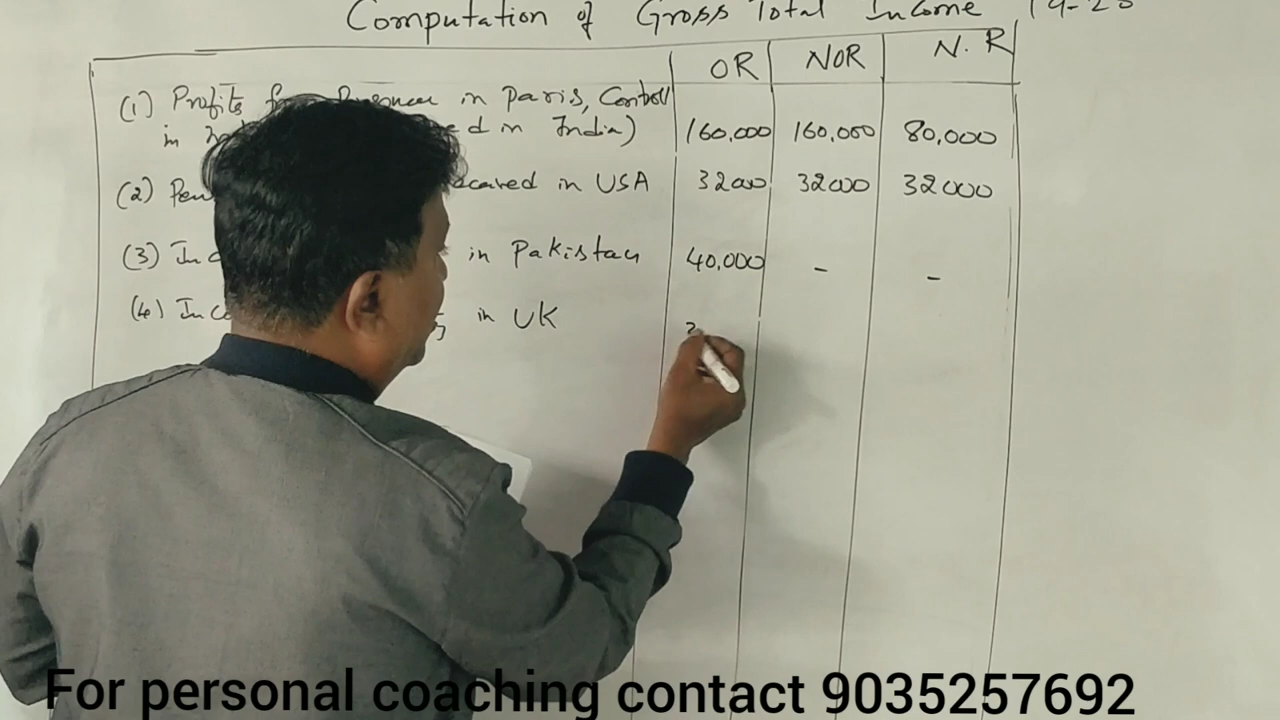 Computation of Gross Total Income 19-20
OR NOR N.R
(1) Profits in Paris, Control
in in India) 160,000 160,000 80,000
(2) in USA 32000 32000 32000
(3) in Pakistan 40,000 - -
(4) in UK
For personal coaching contact 9035257692